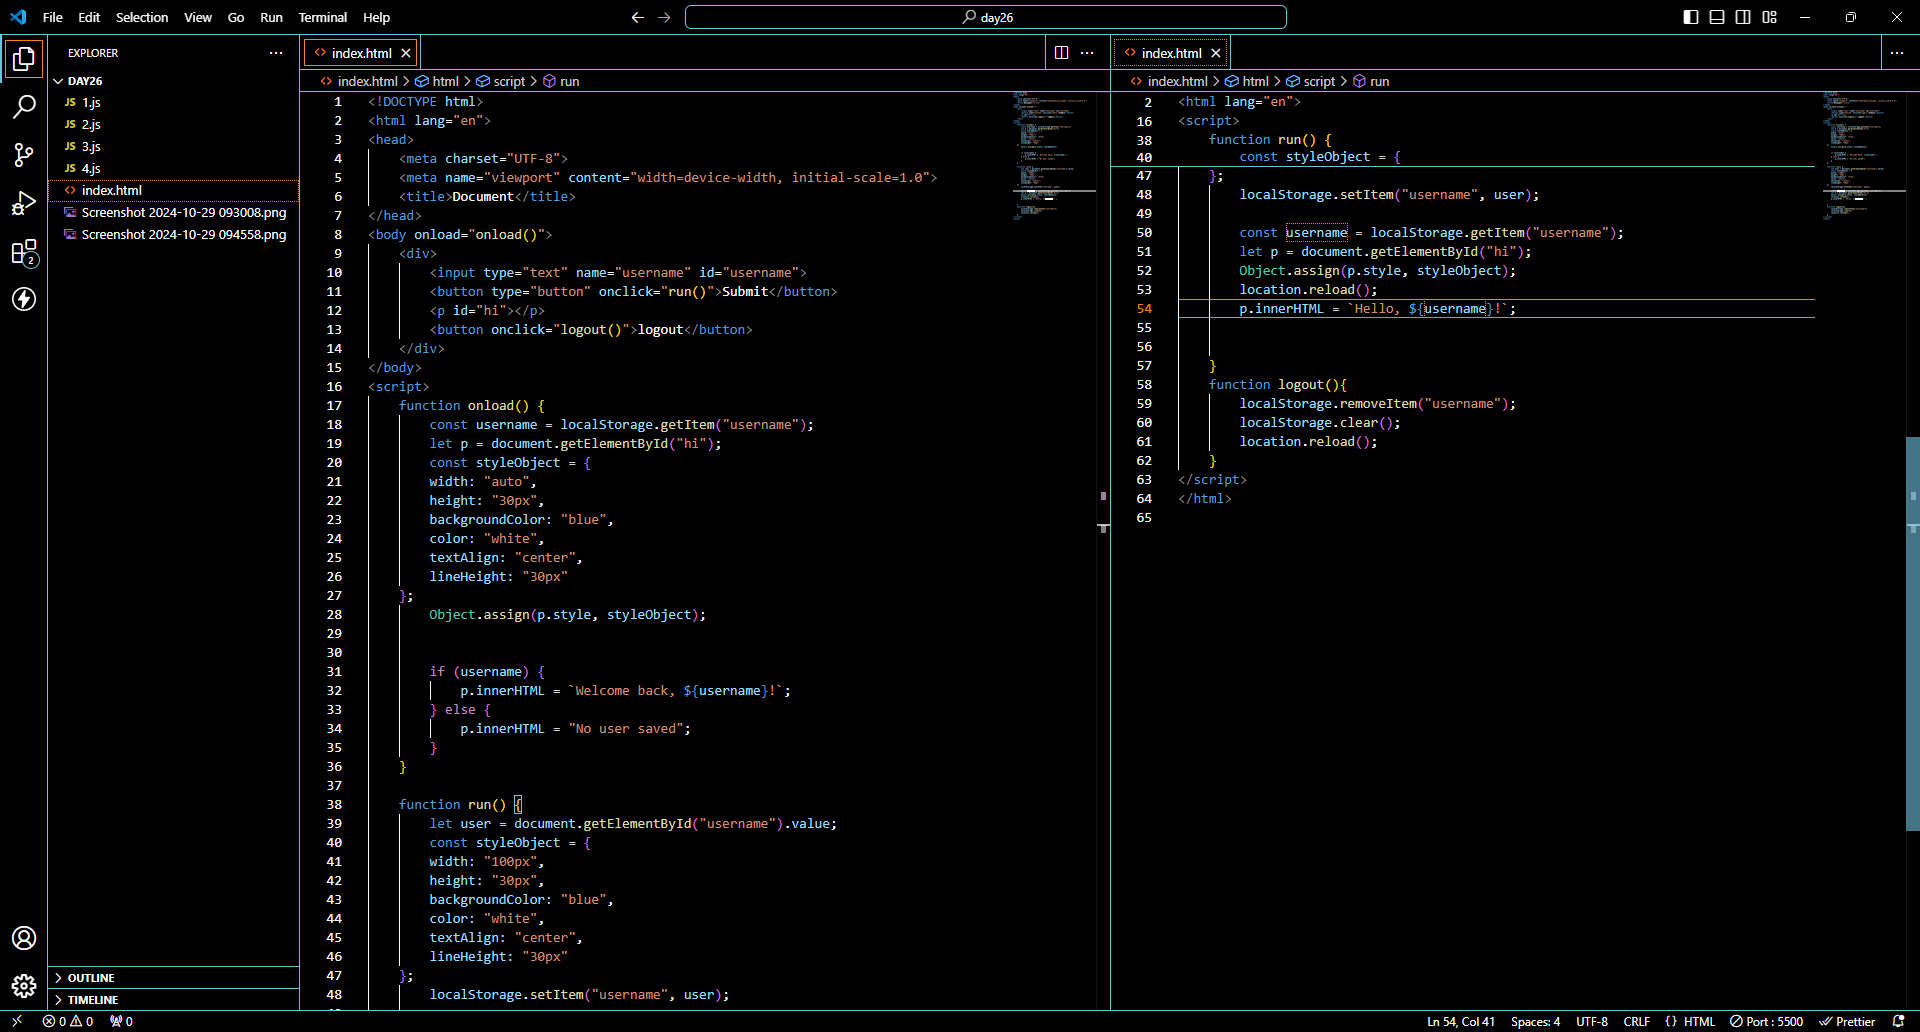 File Edit Selection View Go Run Terminal Help
day26
EXPLORER
DAY26
JS 1.js
JS 2.js
JS 3.js
JS 4.js
index.html
Screenshot 2024-10-29 093008.png
Screenshot 2024-10-29 094558.png
2
OUTLINE
TIMELINE
index.html
index.html > html > script > run
1 <!DOCTYPE html>
2 <html lang="en">
3 <head>
4 <meta charset="UTF-8">
5 <meta name="viewport" content="width=device-width, initial-scale=1.0">
6 <title>Document</title>
7 </head>
8 <body onload="onload()">
9 <div>
10 <input type="text" name="username" id="username">
11 <button type="button" onclick="run()">Submit</button>
12 <p id="hi"></p>
13 <button onclick="logout()">logout</button>
14 </div>
15 </body>
16 <script>
17 function onload() {
18 const username = localStorage.getItem("username");
19 let p = document.getElementById("hi");
20 const styleObject = {
21 width: "auto",
22 height: "30px",
23 backgroundColor: "blue",
24 color: "white",
25 textAlign: "center",
26 lineHeight: "30px"
27 };
28 Object.assign(p.style, styleObject);
29
30
31 if (username) {
32 p.innerHTML = `Welcome back, ${username}!`;
33 } else {
34 p.innerHTML = "No user saved";
35 }
36 }
37
38 function run() {
39 let user = document.getElementById("username").value;
40 const styleObject = {
41 width: "100px",
42 height: "30px",
43 backgroundColor: "blue",
44 color: "white",
45 textAlign: "center",
46 lineHeight: "30px"
47 };
48 localStorage.setItem("username", user);
index.html
index.html > html > script > run
2 <html lang="en">
16 <script>
38 function run() {
40 const styleObject = {
47 };
48 localStorage.setItem("username", user);
49
50 const username = localStorage.getItem("username");
51 let p = document.getElementById("hi");
52 Object.assign(p.style, styleObject);
53 location.reload();
54 p.innerHTML = `Hello, ${username}!`;
55
56
57 }
58 function logout(){
59 localStorage.removeItem("username");
60 localStorage.clear();
61 location.reload();
62 }
63 </script>
64 </html>
65
0 0 0
Ln 54, Col 41 Spaces: 4 UTF-8 CRLF {} HTML Port : 5500 Prettier